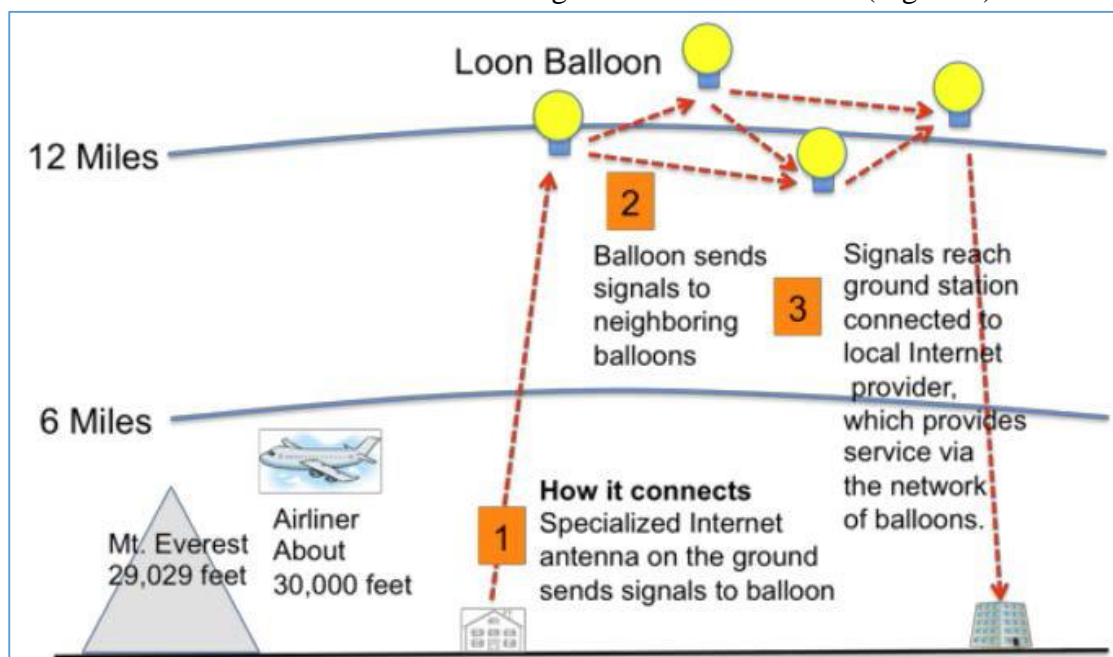 Loon Balloon
12 Miles
2
Balloon sends
signals to
neighboring
balloons
3
Signals reach
ground station
connected to
local Internet
provider,
which provides
service via
the network
of balloons.
6 Miles
Mt. Everest
29,029 feet
Airliner
About
30,000 feet
1
How it connects
Specialized Internet
antenna on the ground
sends signals to balloon